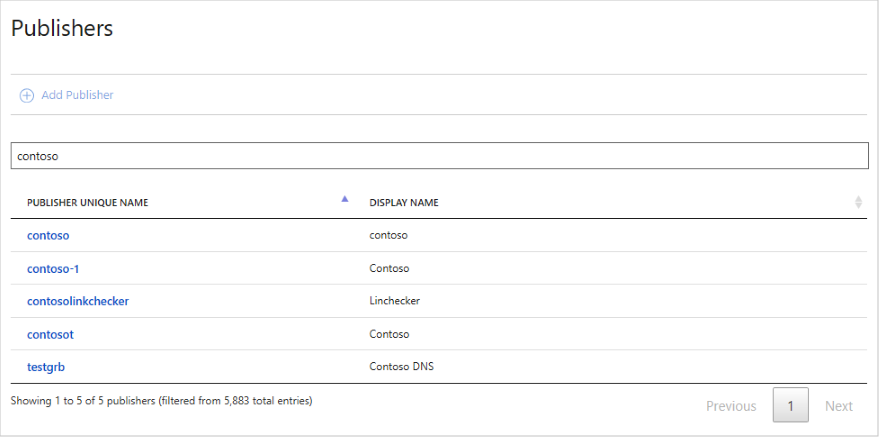 Publishers
Add Publisher
contoso
PUBLISHER UNIQUE NAME DISPLAY NAME
contoso contoso
contoso-1 Contoso
contosolinkchecker Linchecker
contosot Contoso
testgrb Contoso DNS
Showing 1 to 5 of 5 publishers (filtered from 5,883 total entries)
Previous 1 Next